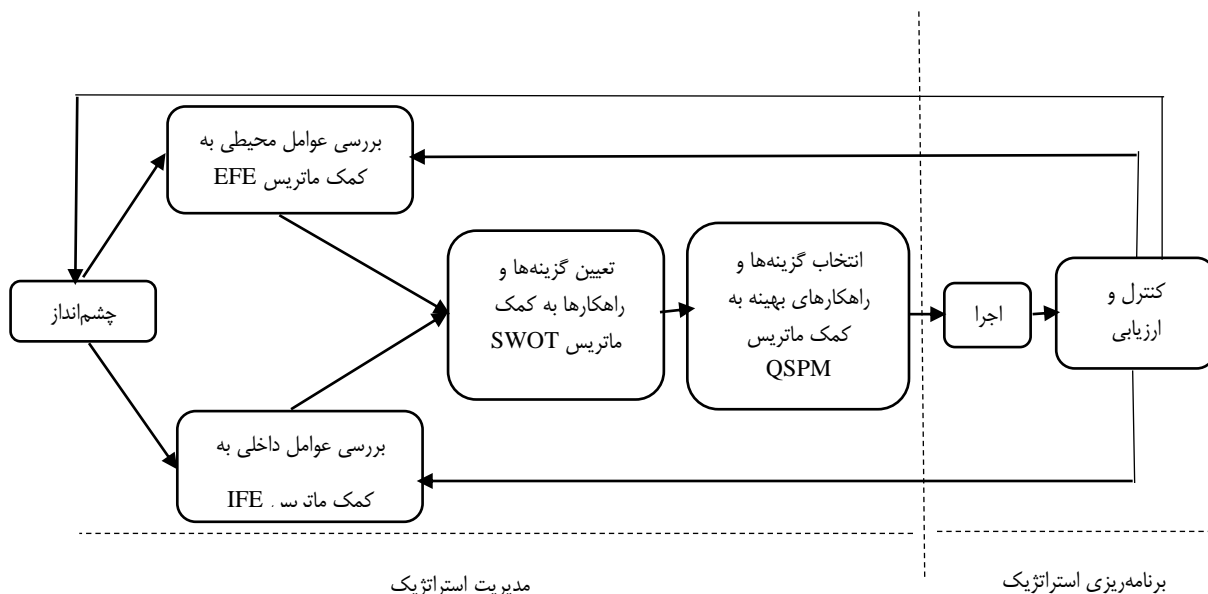 بررسی عوامل محیطی به
کمک ماتریس EFE
چشم‌انداز
تعیین گزینه‌ها و
راهکارها به کمک
ماتریس SWOT
انتخاب گزینه‌ها و
راهکارهای بهینه به
کمک ماتریس
QSPM
اجرا
کنترل و
ارزیابی
بررسی عوامل داخلی به
کمک ماتریس IFE
مدیریت استراتژیک
برنامه‌ریزی استراتژیک